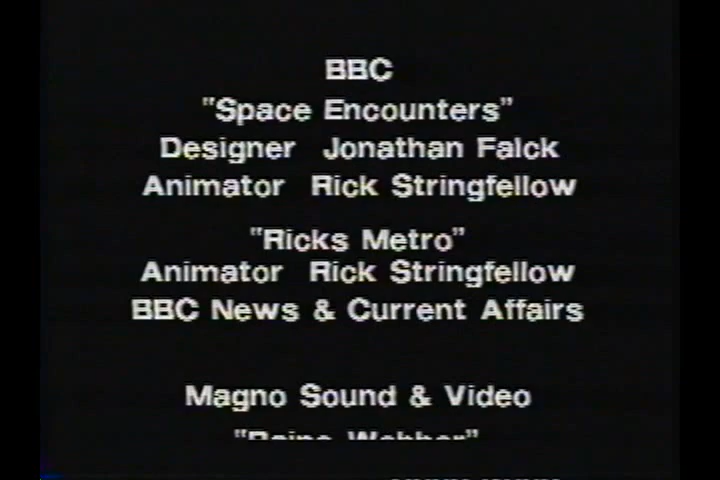 BBC
"Space Encounters"
Designer Jonathan Falck
Animator Rick Stringfellow
"Ricks Metro"
Animator Rick Stringfellow
BBC News & Current Affairs
Magno Sound & Video